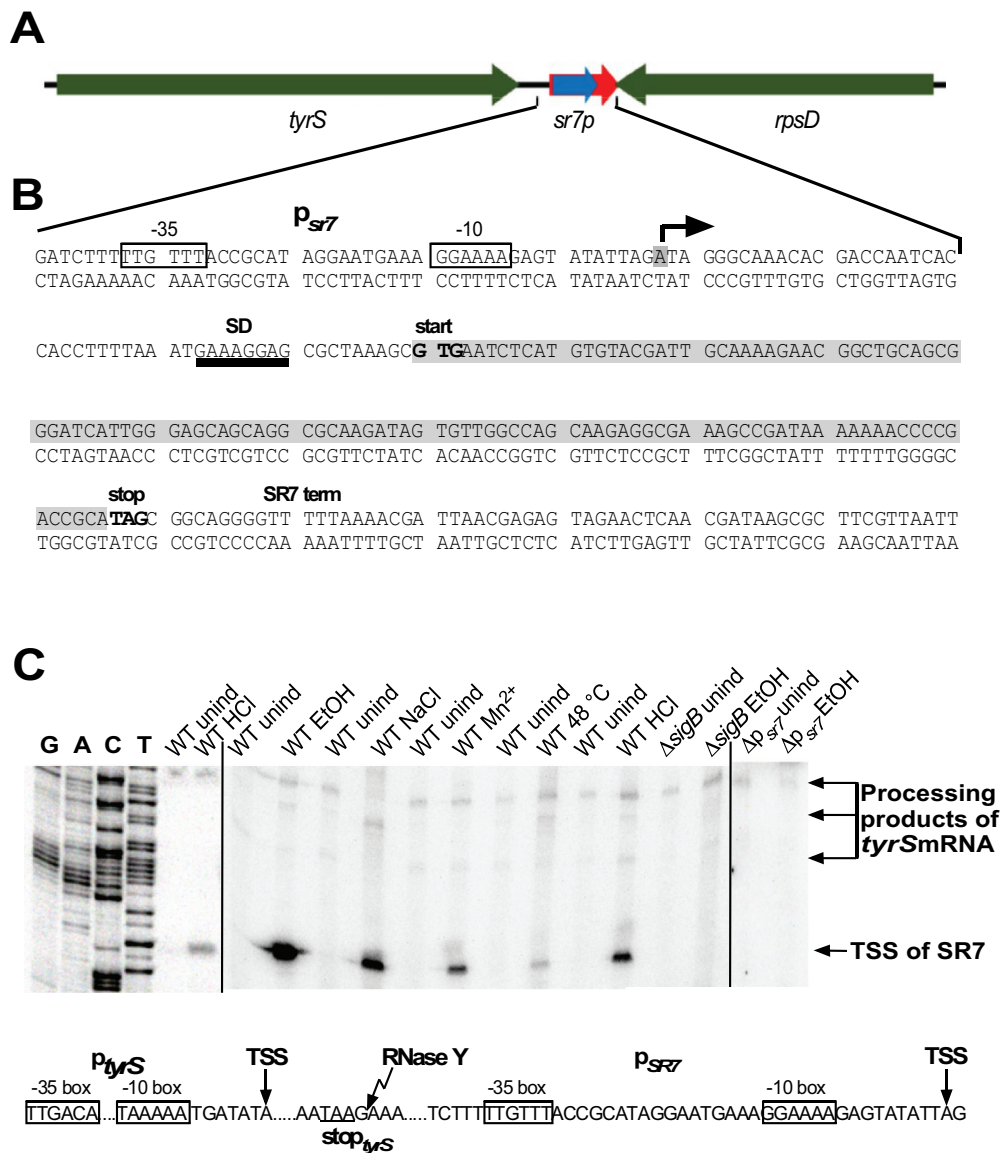 A
tyrS sr7p rpsD
B
-35 psr7 -10
GATCTTTTTG TTTACCGCAT AGGAATGAAA GGAAAAGAGT ATATTAGATA GGGCAAACAC GACCAATCAC
CTAGAAAAAC AAATGGCGTA TCCTTACTTT CCTTTTCTCA TATAATCTAT CCCGTTTGTG CTGGTTAGTG
SD start
CACCTTTTAA ATGAAAGGAG CGCTAAAGCG TGAATCTCAT GTGTACGATT GCAAAAGAAC GGCTGCAGCG
GGATCATTGG GAGCAGCAGG CGCAAGATAG TGTTGGCCAG CAAGAGGCGA AAGCCGATAA AAAAACCCCG
CCTAGTAACC CTCGTCGTCC GCGTTCTATC ACAACCGGTC GTTCTCCGCT TTCGGCTATT TTTTTGGGGC
stop SR7 term
ACCGCATAGC GGCAGGGGTT TTTAAAACGA TTAACGAGAG TAGAACTCAA CGATAAGCGC TTCGTTAATT
TGGCGTATCG CCGTCCCCAA AAATTTTGCT AATTGCTCTC ATCTTGAGTT GCTATTCGCG AAGCAATTAA
C
G A C T
WT unind
WT HCl
WT unind
WT EtOH
WT unind
WT NaCl
WT unind
WT Mn2+
WT unind
WT 48 °C
WT unind
WT HCl
ΔsigB unind
ΔsigB EtOH
Δpsr7 unind
Δpsr7 EtOH
Processing
products of
tyrSmRNA
TSS of SR7
ptyrS TSS RNase Y pSR7 TSS
-35 box -10 box -35 box -10 box
TTGACA...TAAAAATGATATA.....AATAAGAAA...TCTTTTTGTTTACCGCATAGGAATGAAAGGAAAAGAGTATATTAG
stoptyrS